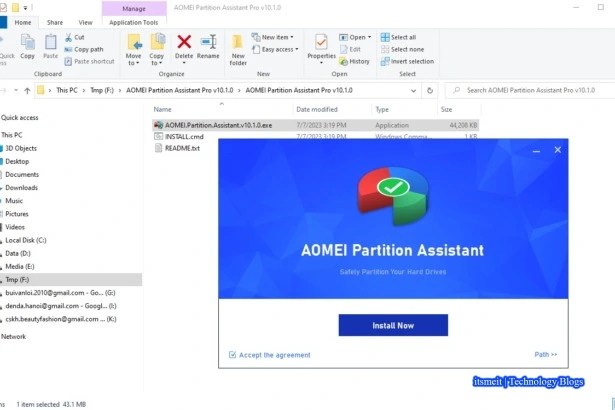 Manage
AOMEI Partition Assistant Pro v10.1.0
Home
Share
View
Application Tools
Copy
Paste
Cut
Copy path
Paste shortcut
Move to
Copy to
Delete
Rename
New folder
New item
Easy access
Properties
Open
Edit
History
Select all
Select none
Invert selection
Clipboard
Organize
New
Open
Select
This PC > Tmp (F:) > AOMEI Partition Assistant Pro v10.1.0 > AOMEI Partition Assistant Pro v10.1.0
Search AOMEI Partition Assistant Pro v10.1.0
Name
Date modified
Type
Size
AOMEI.Partition.Assistant.v10.1.0.exe
7/7/2023 3:19 PM
Application
44,208 KB
INSTALL.cmd
7/7/2023 3:19 PM
Windows Comma...
1 KB
README.txt
Quick access
This PC
3D Objects
Desktop
Documents
Downloads
Music
Pictures
Videos
Local Disk (C:)
Data (D:)
Media (E:)
Tmp (F:)
buivanloi.2010@gmail.com - Go... (G:)
denda.hanoi@gmail.com - Googl... (I:)
cskh.beautyfashion@gmail.com ... (K:)
Network
AOMEI Partition Assistant
Safely Partition Your Hard Drives
Install Now
Accept the agreement
Path
itsmeit | Technology Blogs
1 item selected 43.1 MB